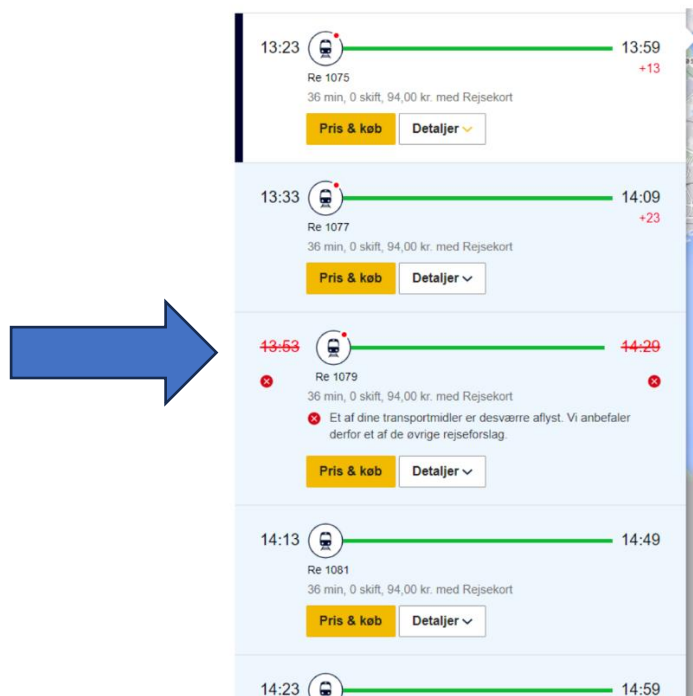 13:23 13:59
+13
Re 1075
36 min, 0 skift, 94,00 kr. med Rejsekort
Pris & køb Detaljer
13:33 14:09
+23
Re 1077
36 min, 0 skift, 94,00 kr. med Rejsekort
Pris & køb Detaljer
13:53 14:29
Re 1079
36 min, 0 skift, 94,00 kr. med Rejsekort
Et af dine transportmidler er desværre aflyst. Vi anbefaler
derfor et af de øvrige rejseforslag.
Pris & køb Detaljer
14:13 14:49
Re 1081
36 min, 0 skift, 94,00 kr. med Rejsekort
Pris & køb Detaljer
14:23 14:59